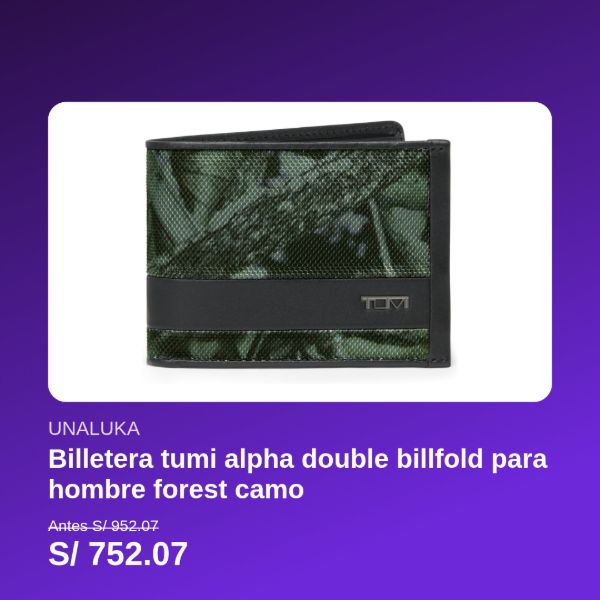 TUMI
UNALUKA
Billetera tumi alpha double billfold para
hombre forest camo
Antes S/ 952.07
S/ 752.07